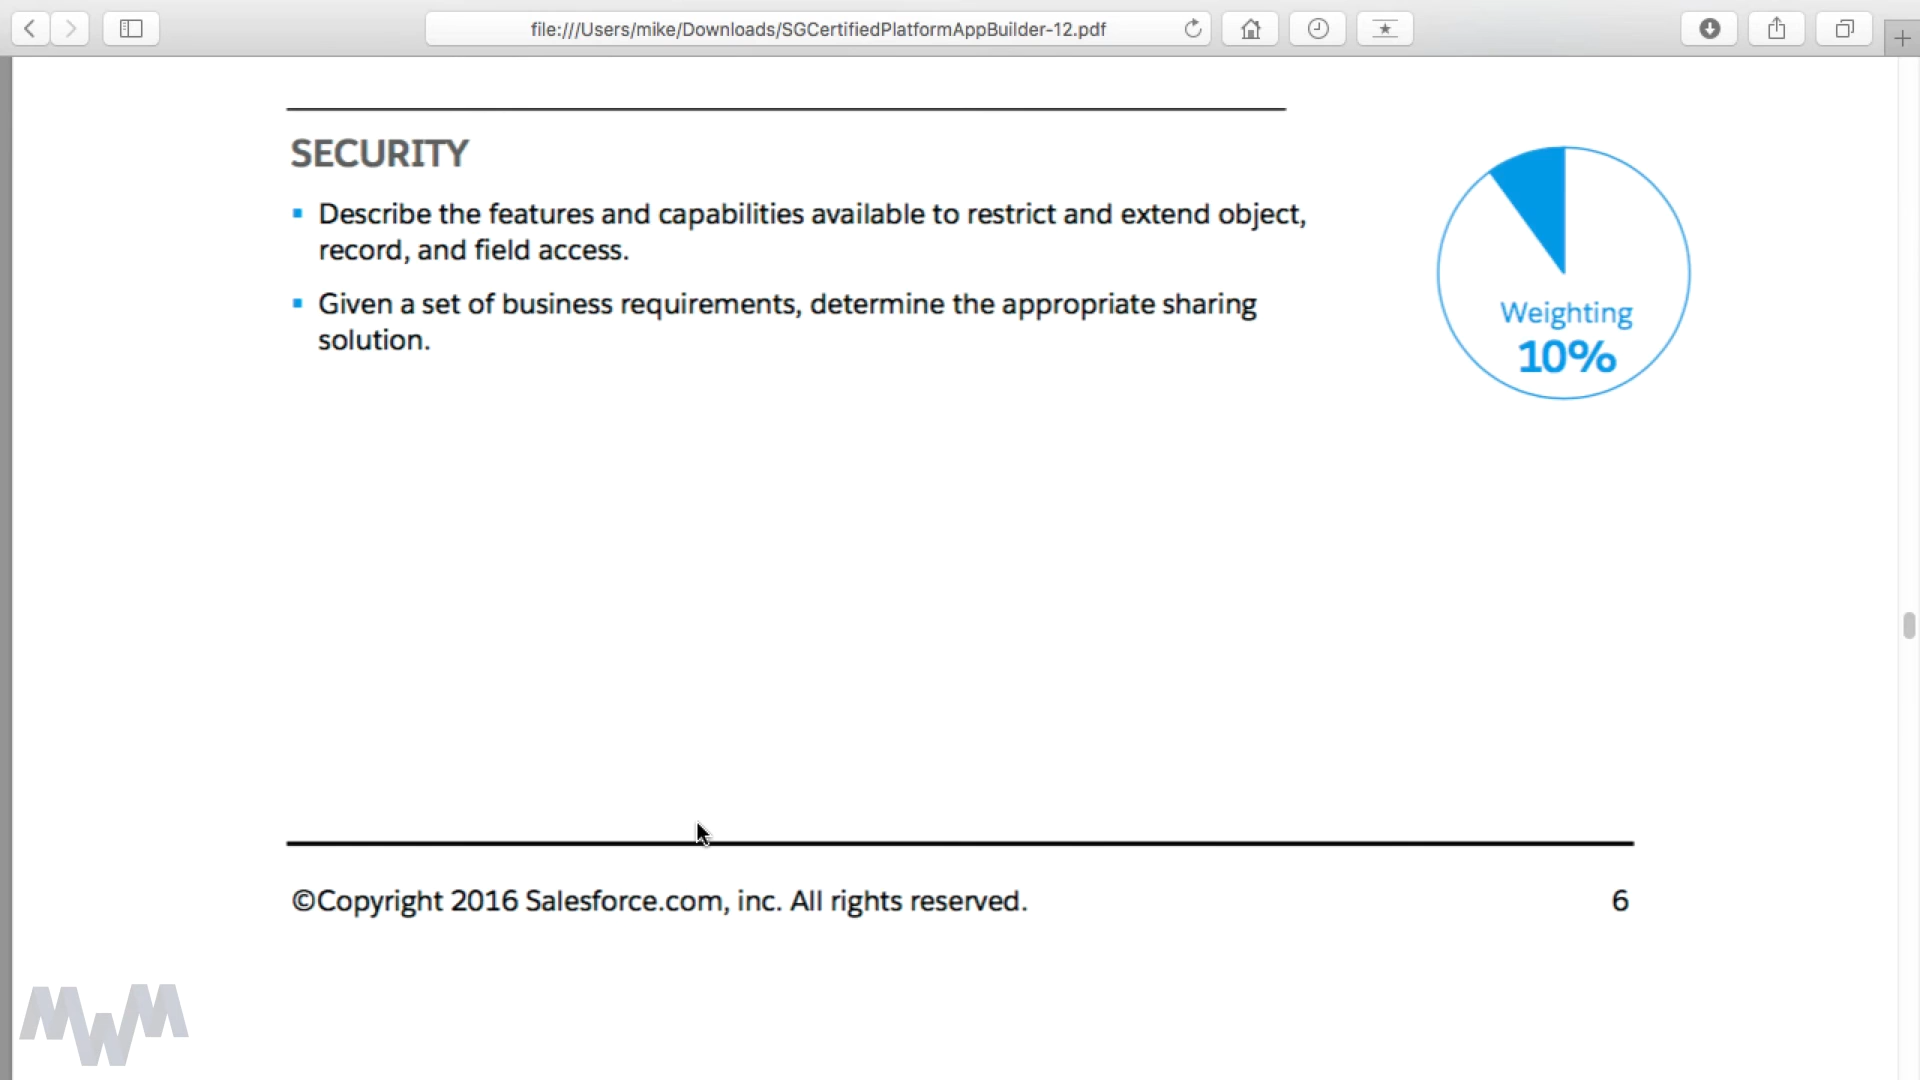 file:///Users/mike/Downloads/SGCertifiedPlatformAppBuilder-12.pdf
SECURITY
Describe the features and capabilities available to restrict and extend object,
record, and field access.
Given a set of business requirements, determine the appropriate sharing
solution.
Weighting
10%
©Copyright 2016 Salesforce.com, inc. All rights reserved.
6
MWM